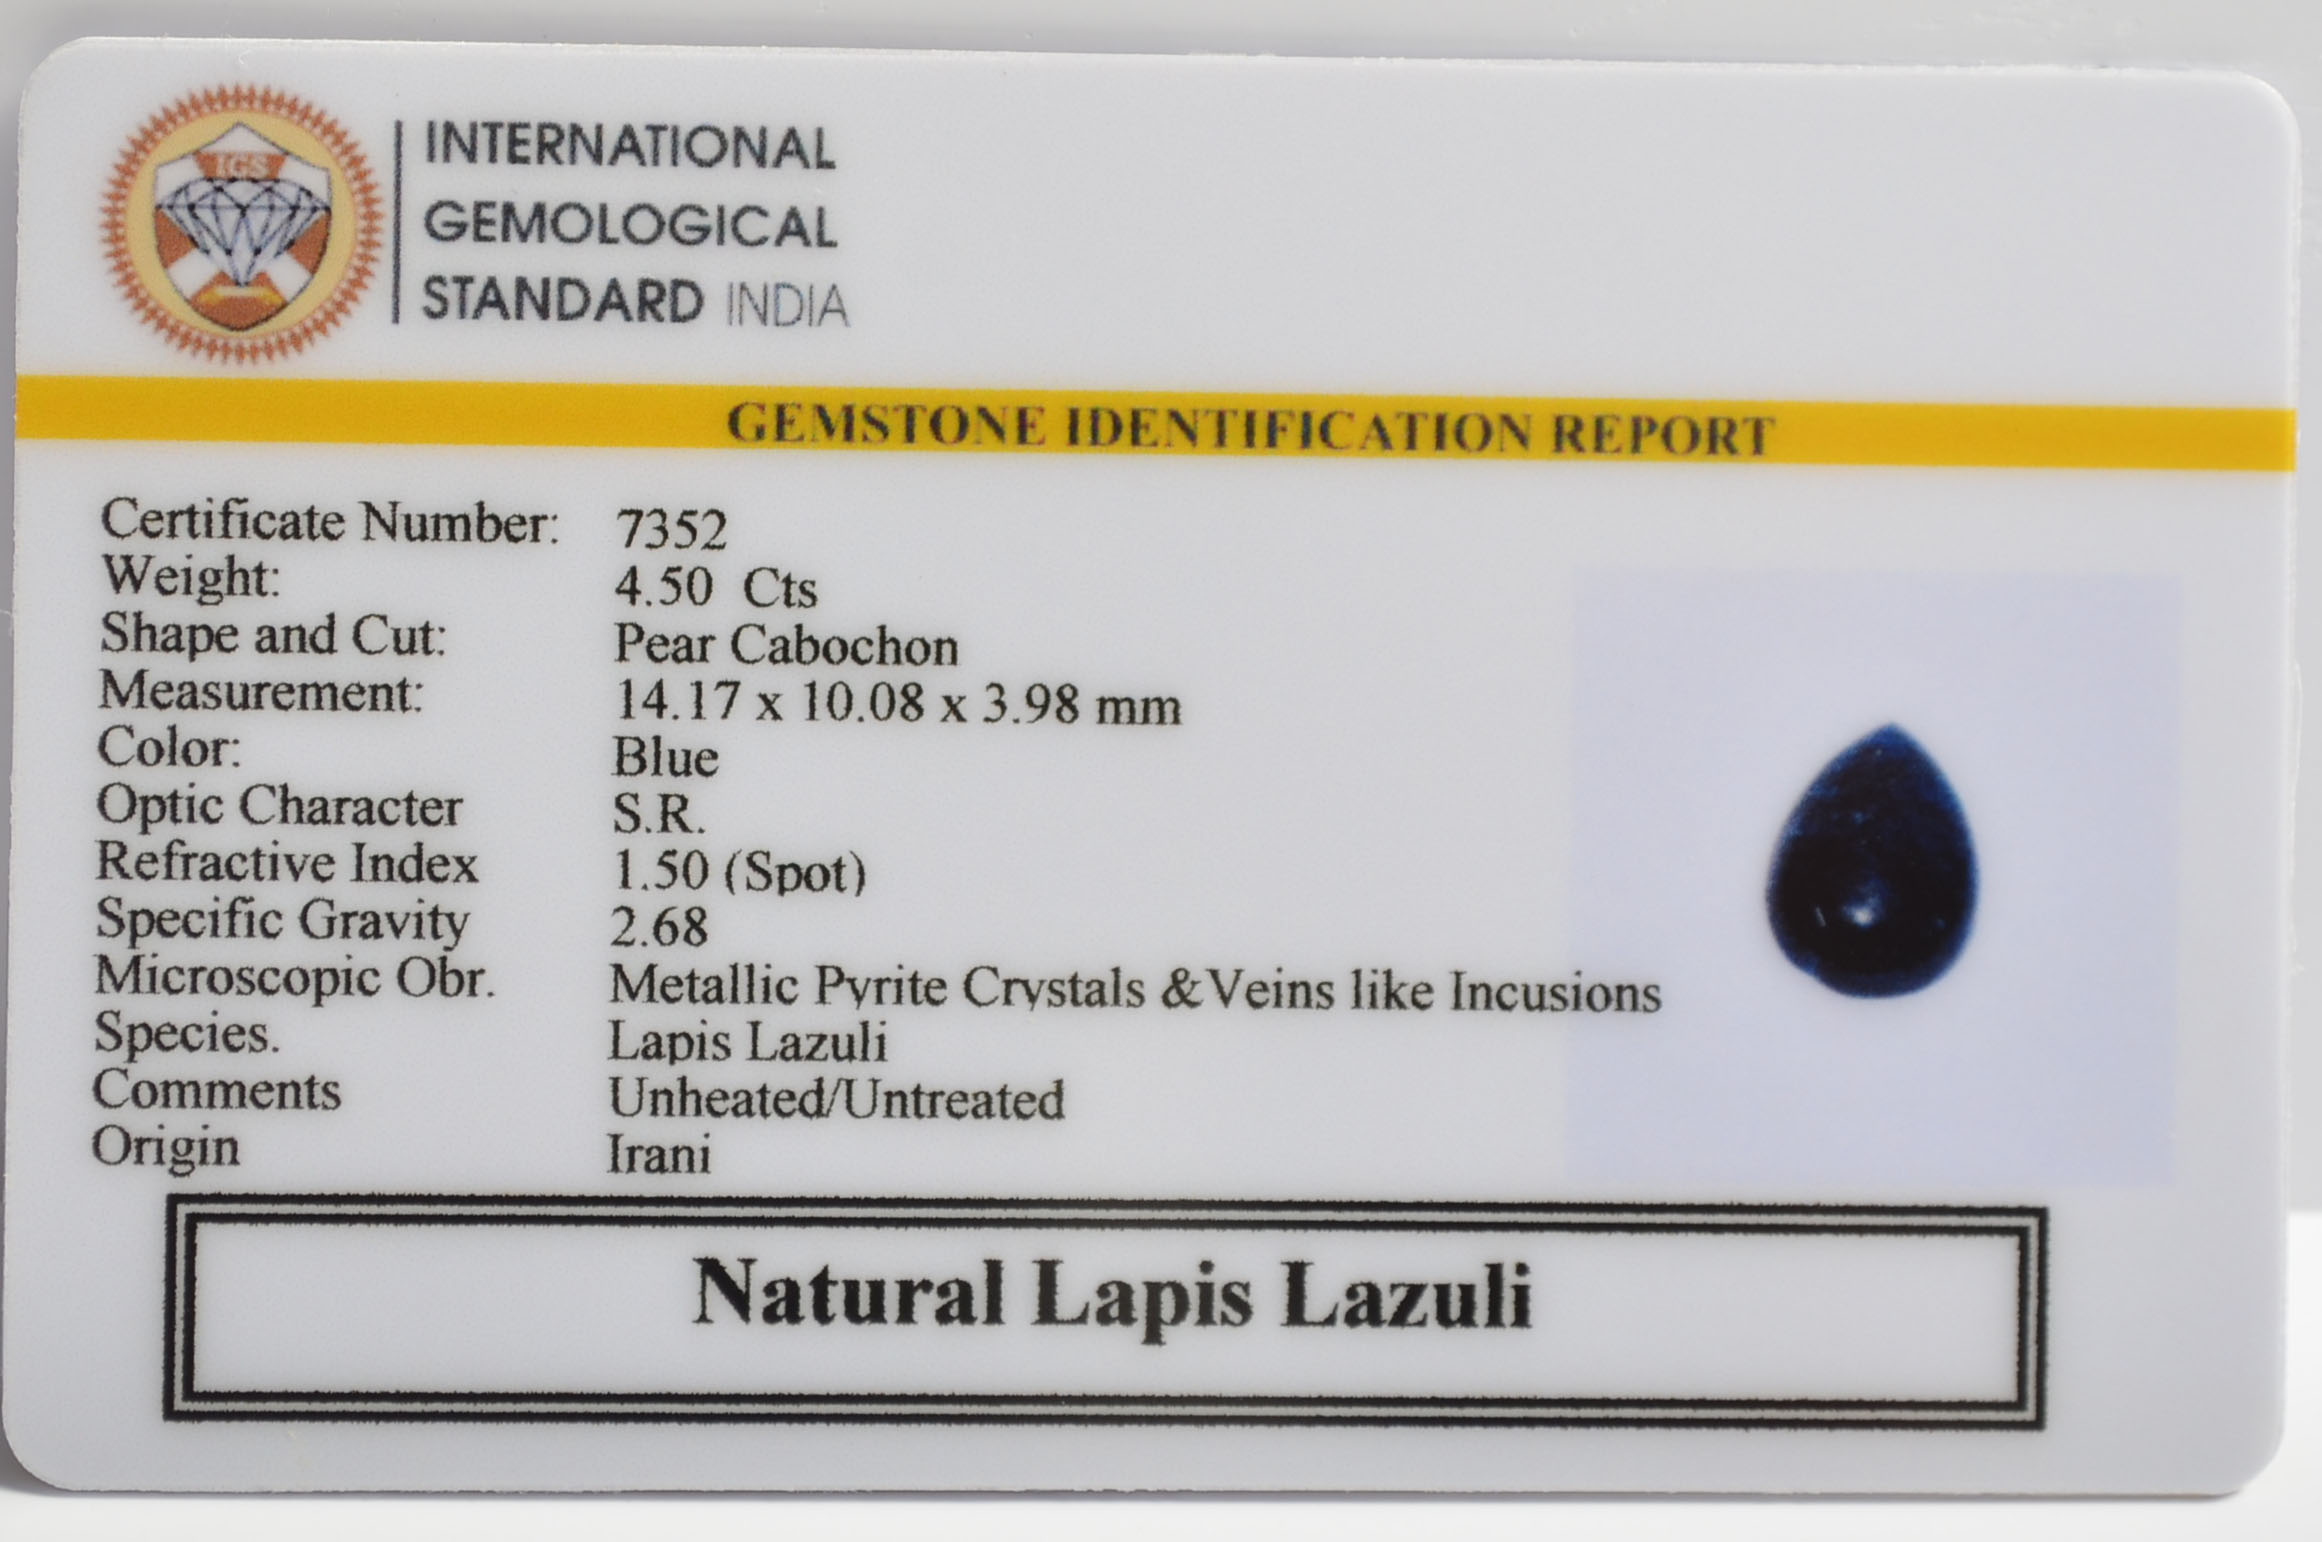 IGS
INTERNATIONAL
GEMOLOGICAL
STANDARD INDIA
GEMSTONE IDENTIFICATION REPORT
Certificate Number: 7352
Weight: 4.50 Cts
Shape and Cut: Pear Cabochon
Measurement: 14.17 x 10.08 x 3.98 mm
Color: Blue
Optic Character S.R.
Refractive Index 1.50 (Spot)
Specific Gravity 2.68
Microscopic Obr. Metallic Pyrite Crystals &Veins like Incusions
Species. Lapis Lazuli
Comments Unheated/Untreated
Origin Irani
Natural Lapis Lazuli